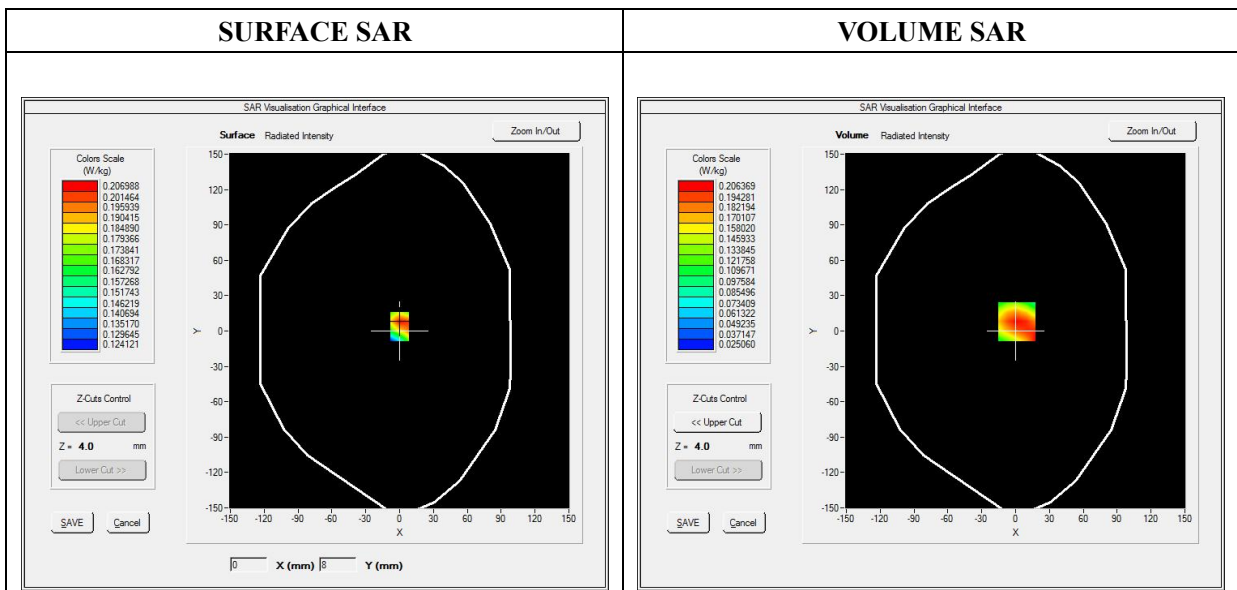 SURFACE SAR
VOLUME SAR
SAR Visualisation Graphical Interface
Surface Radiated Intensity
Zoom In/Out
Colors Scale
(W/kg)
0.206988
0.201464
0.195939
0.190415
0.184890
0.179366
0.173841
0.168317
0.162792
0.157268
0.151743
0.146219
0.140694
0.135170
0.129645
0.124121
Z-Cuts Control
<< Upper Cut
Z = 4.0 mm
Lower Cut >>
SAVE Cancel
150
120
90
60
30
0
-30
-60
-90
-120
-150
Y
-150 -120 -90 -60 -30 0 30 60 90 120 150
X
0 X (mm) 8 Y (mm)
SAR Visualisation Graphical Interface
Volume Radiated Intensity
Zoom In/Out
Colors Scale
(W/kg)
0.206369
0.194281
0.182194
0.170107
0.158020
0.145933
0.133845
0.121758
0.109671
0.097584
0.085496
0.073409
0.061322
0.049235
0.037147
0.025060
Z-Cuts Control
<< Upper Cut
Z = 4.0 mm
Lower Cut >>
SAVE Cancel
150
120
90
60
30
0
-30
-60
-90
-120
-150
Y
-150 -120 -90 -60 -30 0 30 60 90 120 150
X